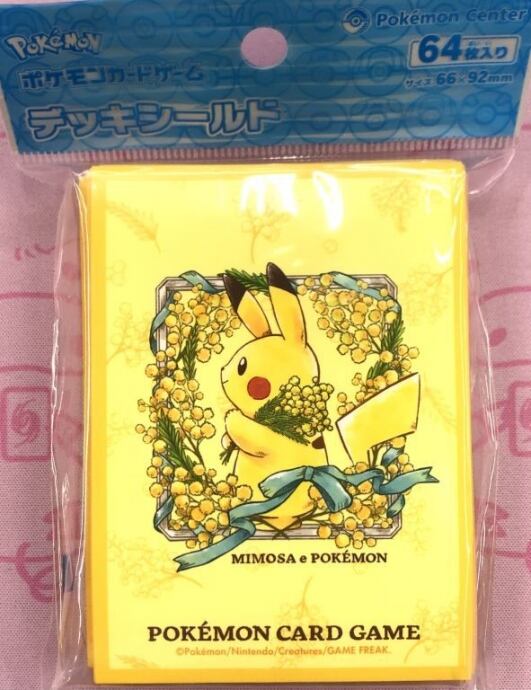 Pokémon
Pokémon Center
64枚入り
サイズ 66×92mm
ポケモンカードゲーム
デッキシールド
MIMOSA e POKÉMON
POKÉMON CARD GAME
©Pokémon/Nintendo/Creatures/GAME FREAK.